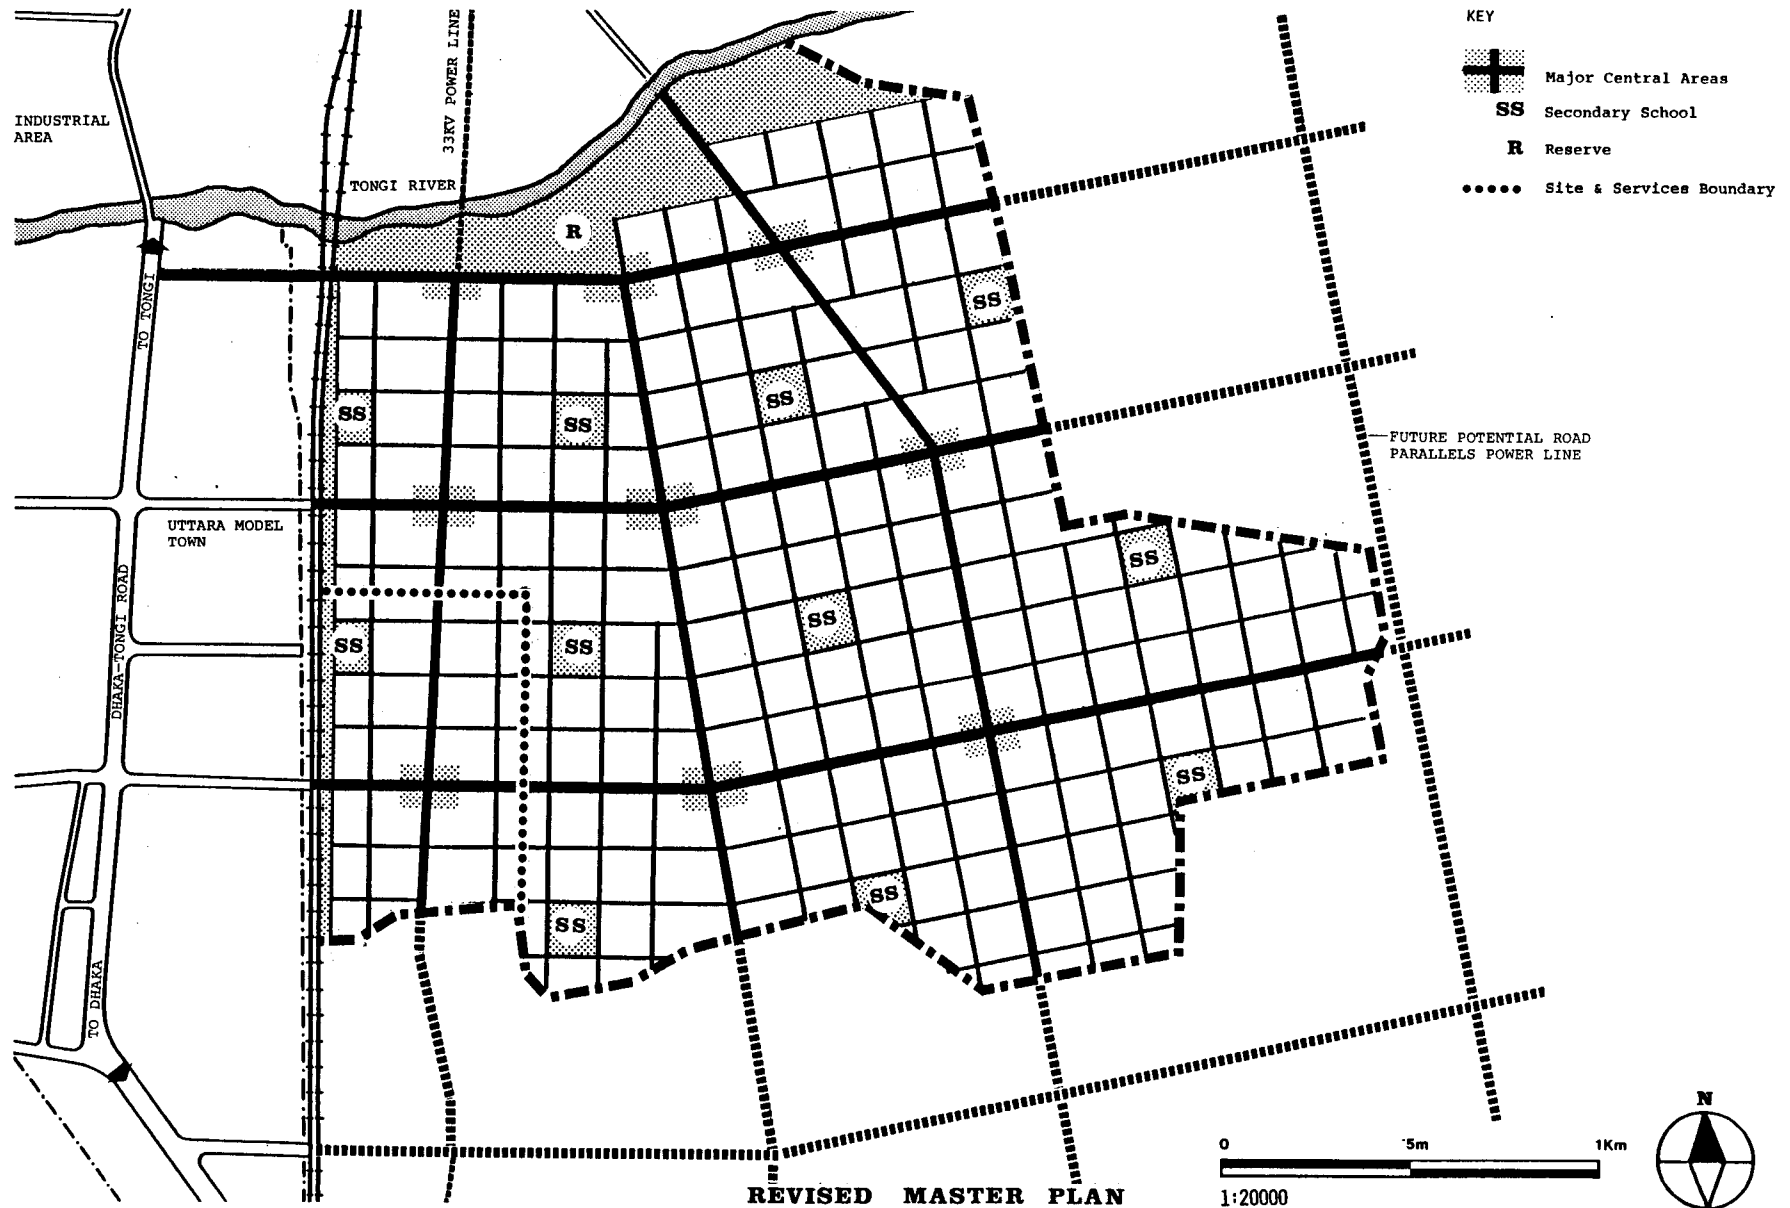 KEY
Major Central Areas
SS Secondary School
R Reserve
Site & Services Boundary
INDUSTRIAL
AREA
33KV POWER LINE
TONGI RIVER
R
TO TONGI
SS
SS
SS
SS
FUTURE POTENTIAL ROAD
PARALLELS POWER LINE
UTTARA MODEL
TOWN
SS
DHAKA-TONGI ROAD
SS
SS
SS
SS
SS
SS
TO DHAKA
N
0 5m 1Km
1:20000
REVISED MASTER PLAN